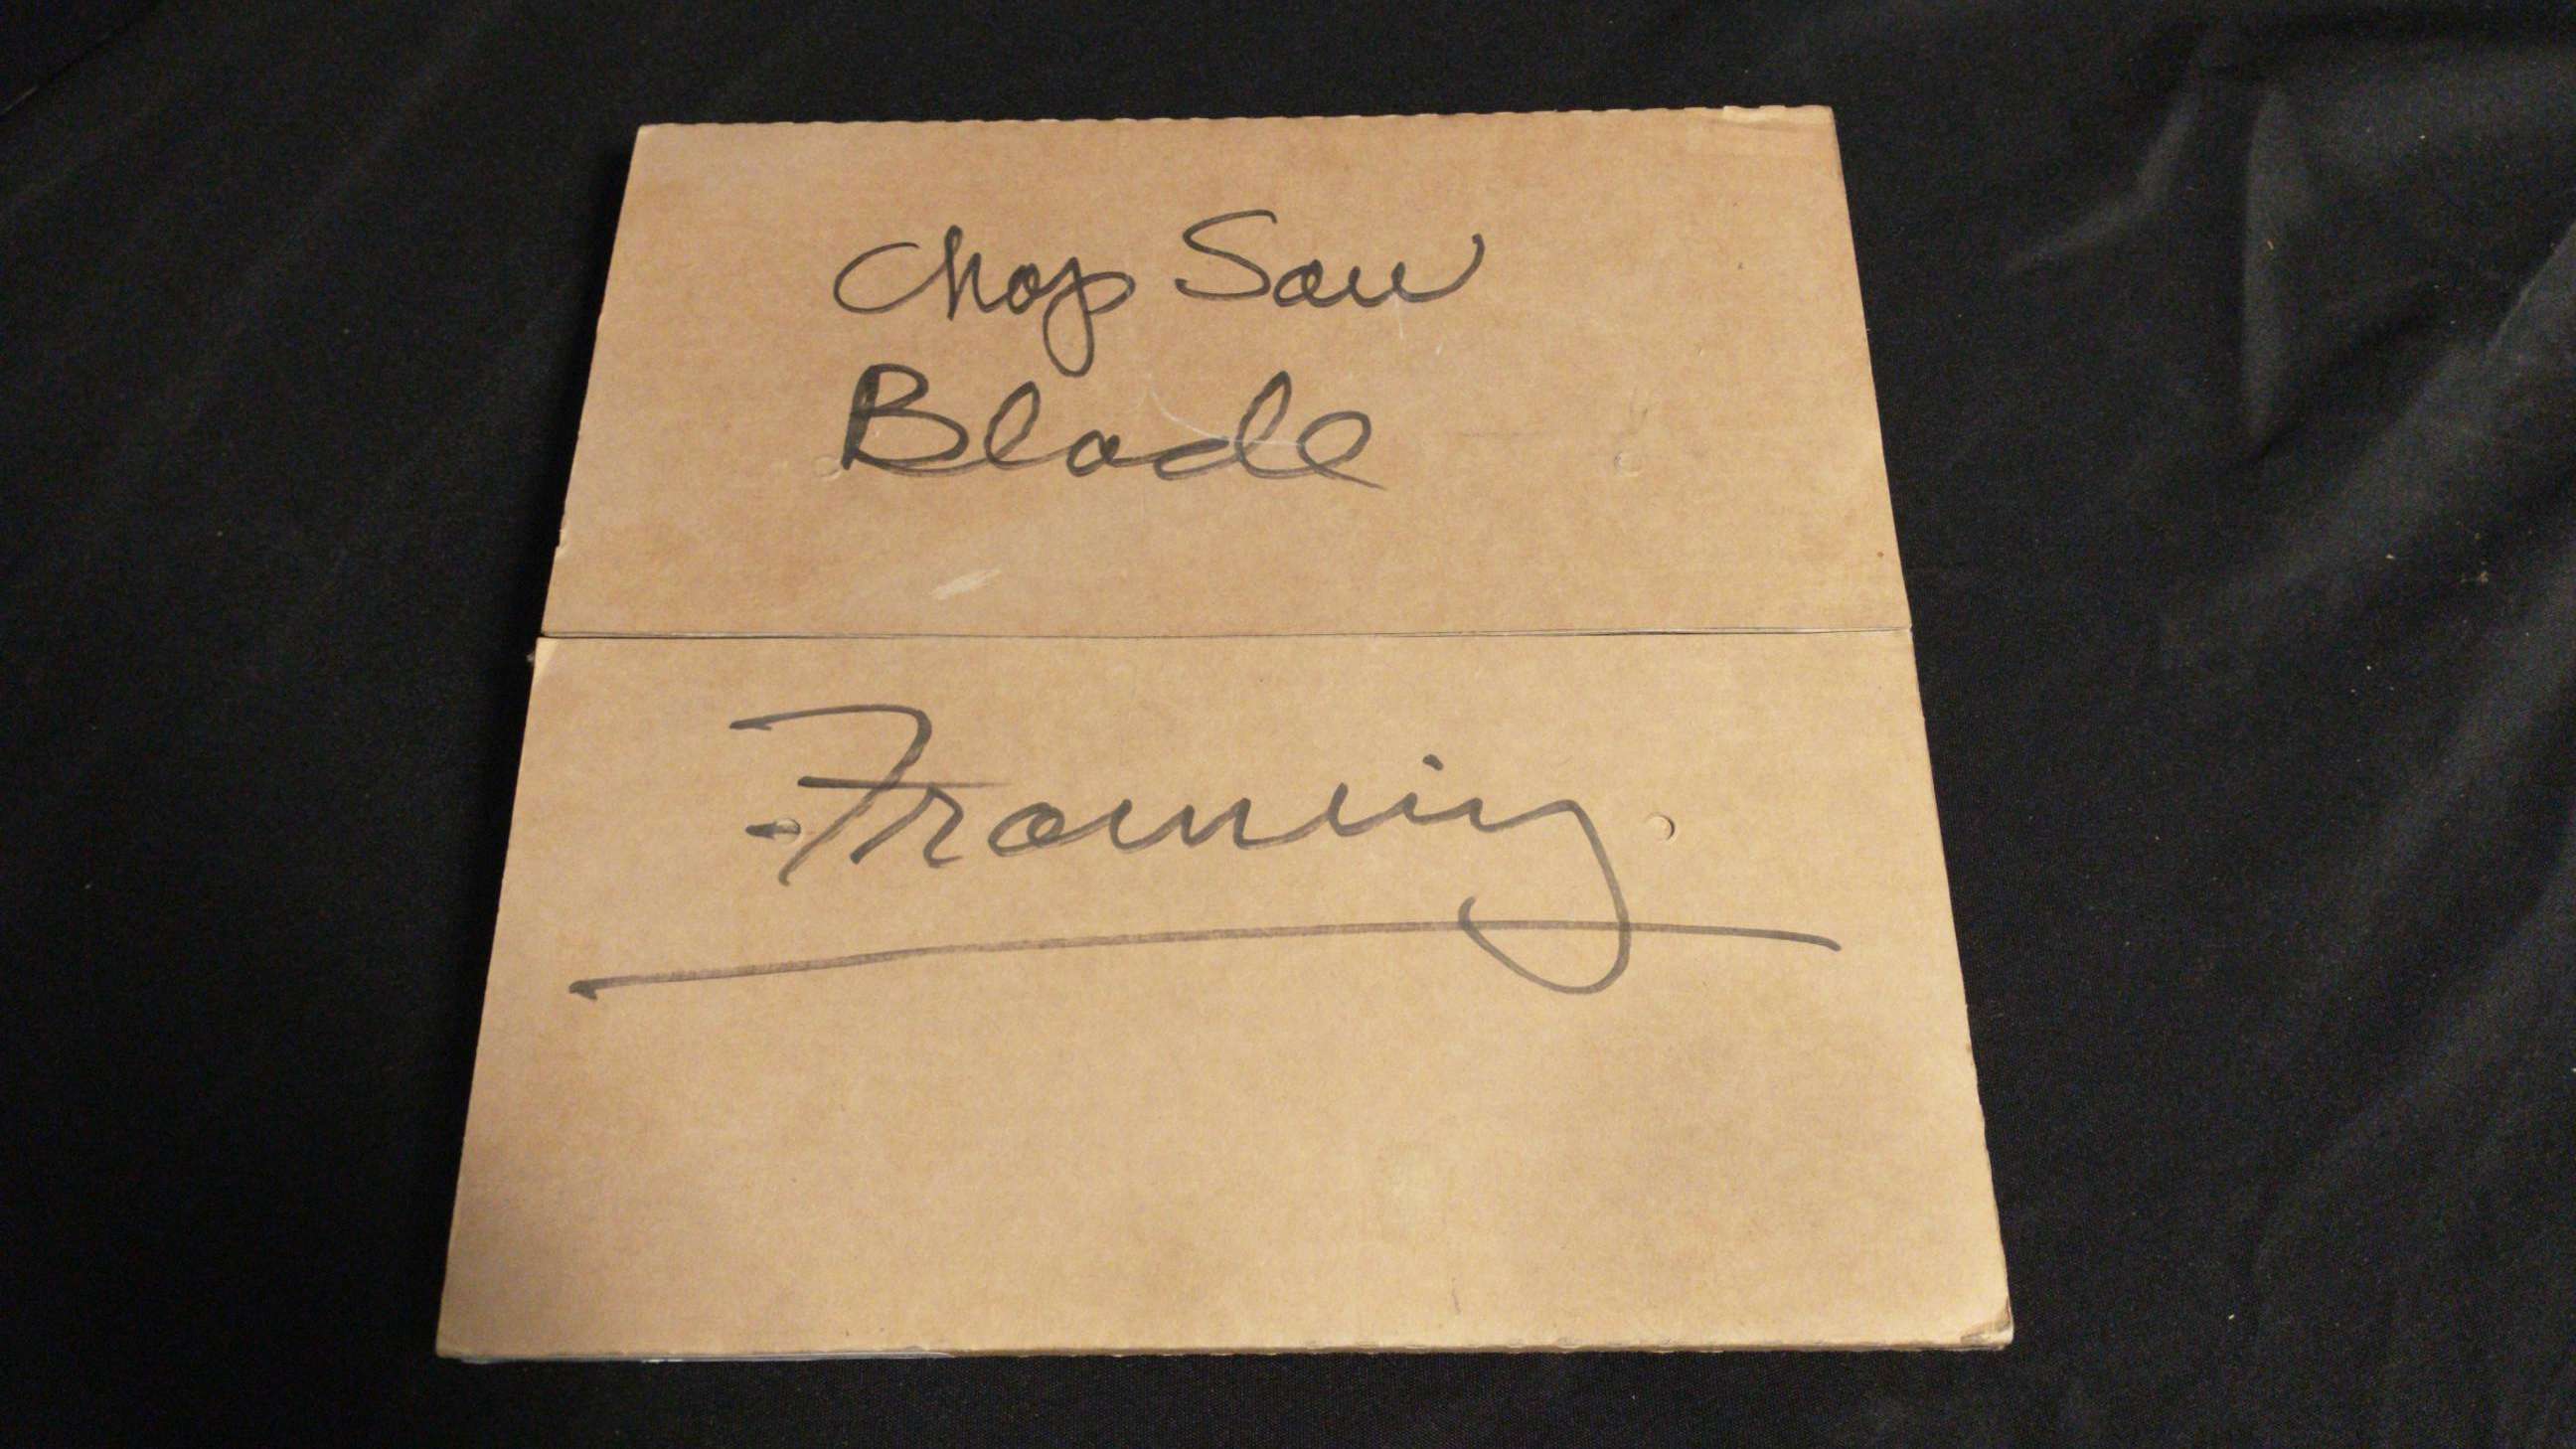 Chop Saw
Blade
Framing